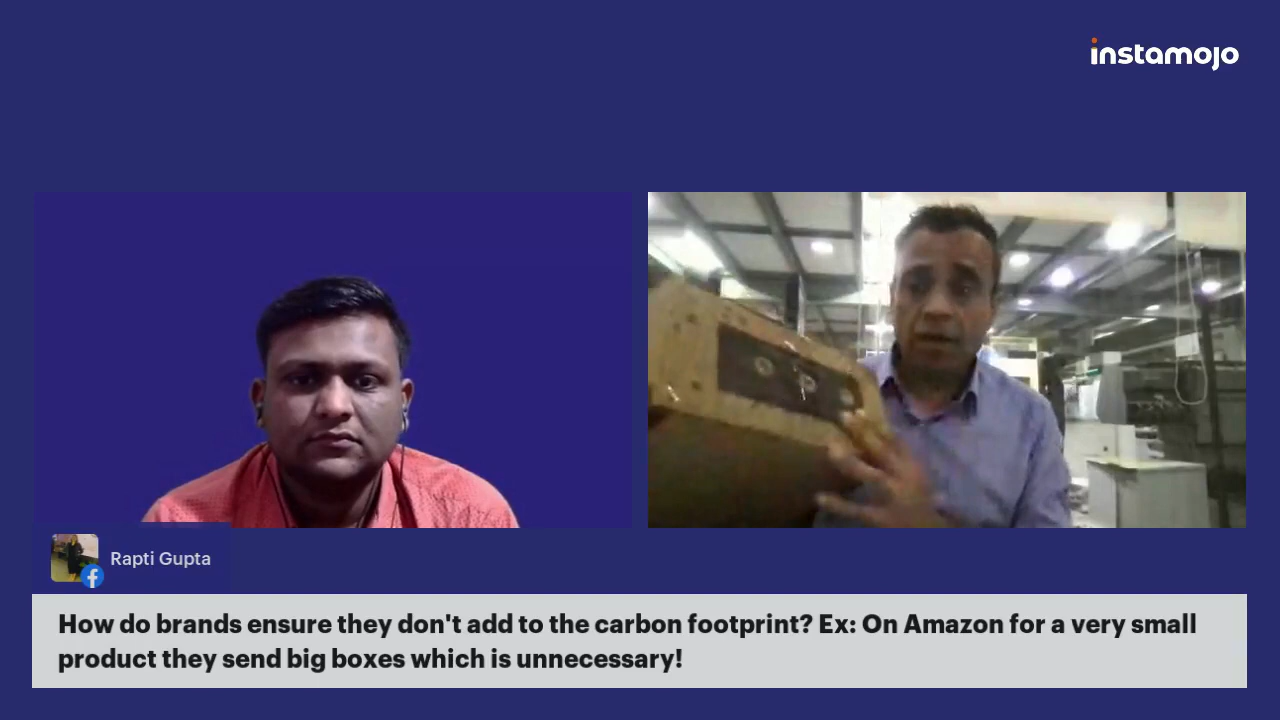 instamojo
Rapti Gupta
How do brands ensure they don't add to the carbon footprint? Ex: On Amazon for a very small
product they send big boxes which is unnecessary!